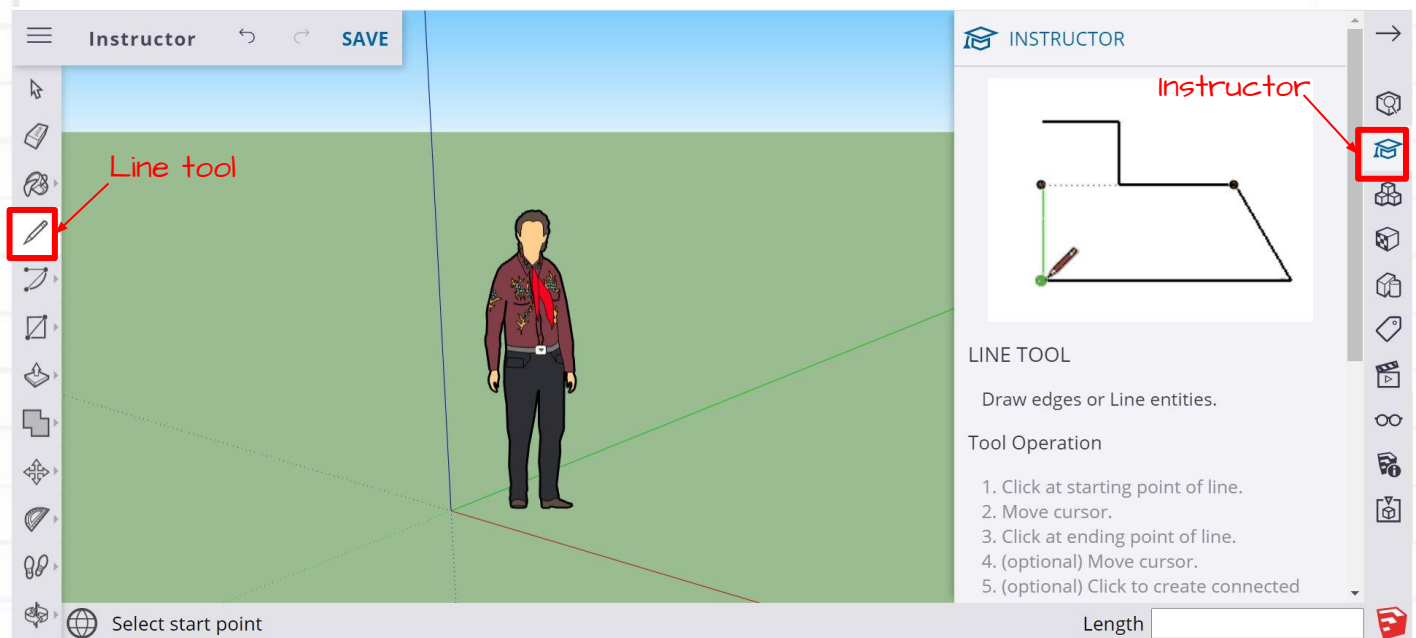 Instructor SAVE
INSTRUCTOR
Instructor
Line tool
LINE TOOL
Draw edges or Line entities.
Tool Operation
1. Click at starting point of line.
2. Move cursor.
3. Click at ending point of line.
4. (optional) Move cursor.
5. (optional) Click to create connected
Select start point
Length